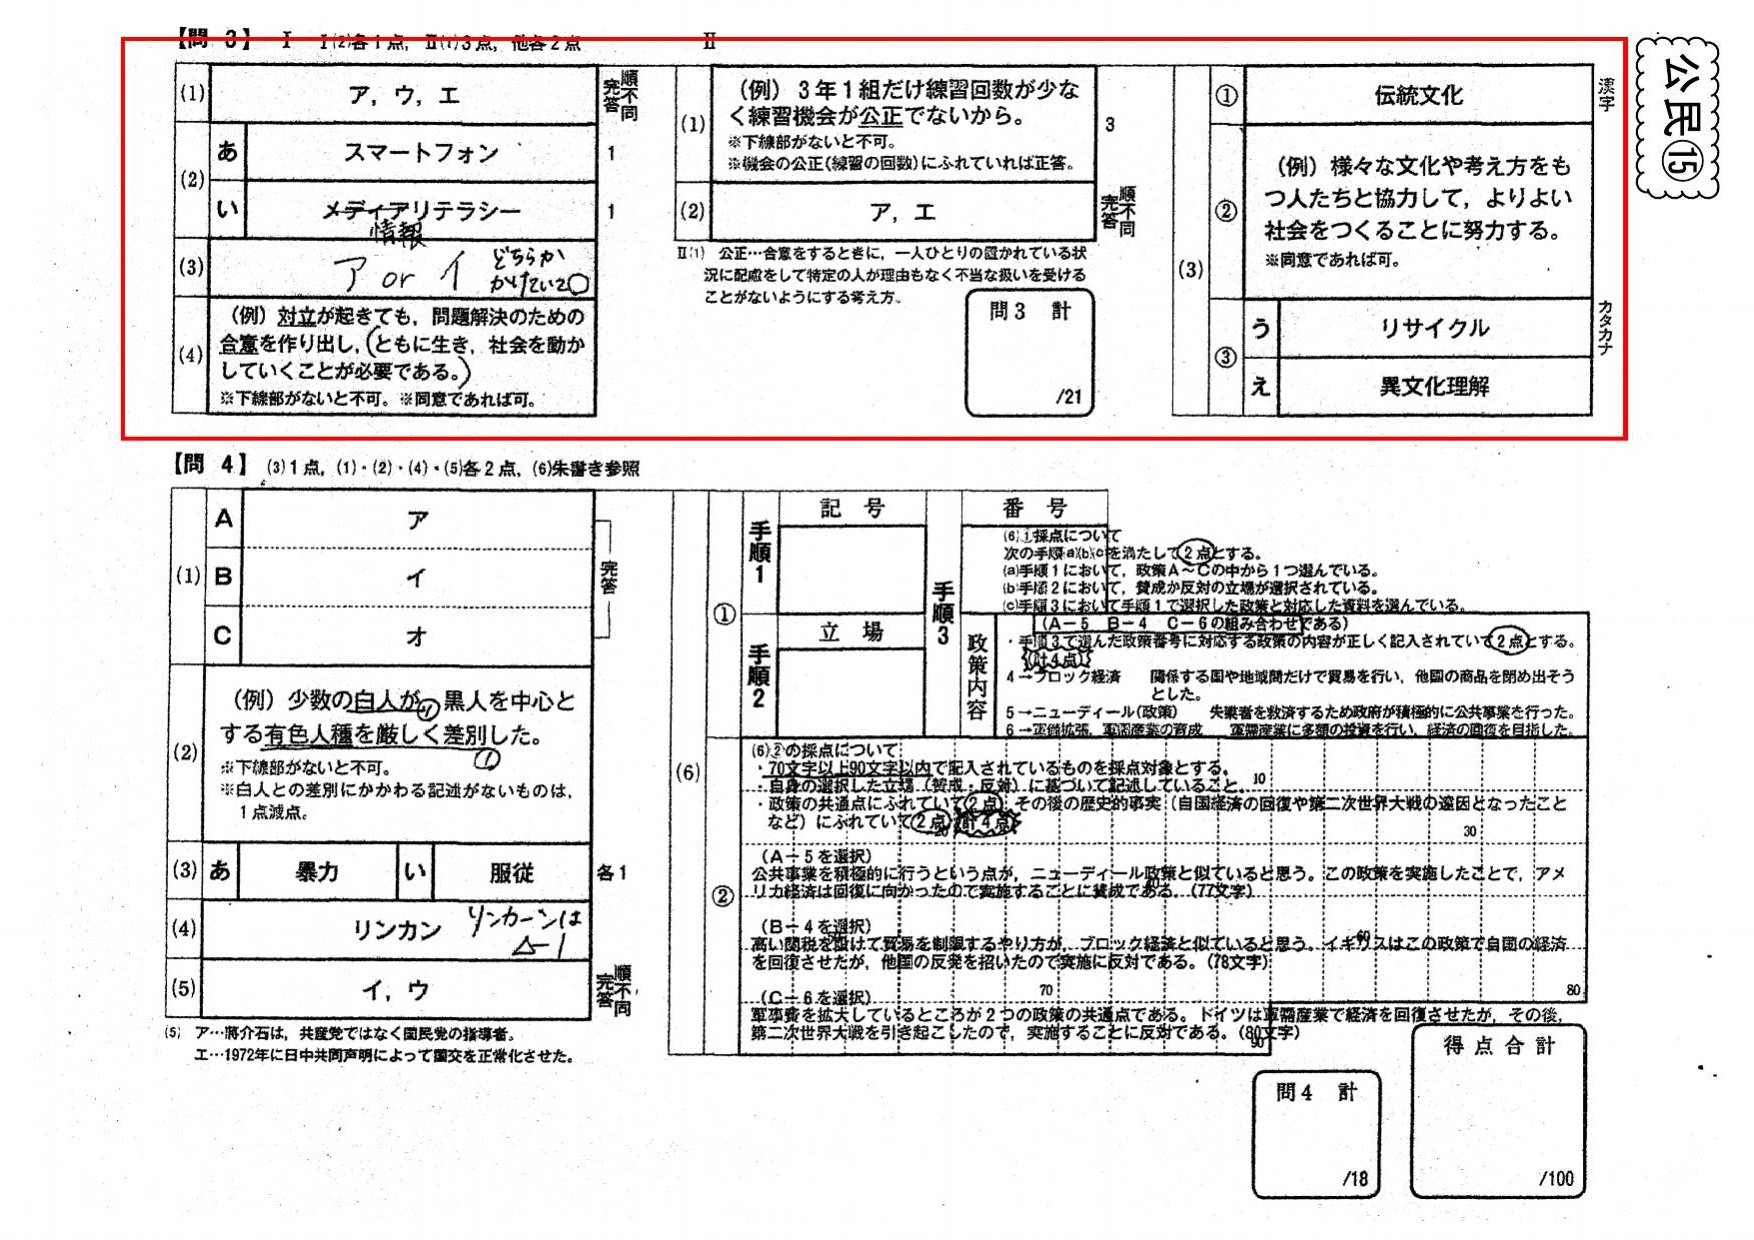 【問 3】 Ⅰ Ⅰ(2)各1点，Ⅱ(1)3点，他各2点
(1) ア，ウ，エ 順不同完答
(2) あ スマートフォン 1
い メディアリテラシー 1
情報
(3) ア or イ どちらかかけていて○
(4) (例) 対立が起きても，問題解決のための
合意を作り出し，(ともに生き，社会を動か
していくことが必要である。)
※下線部がないと不可。※同意であれば可。
Ⅱ
(1) (例) 3年1組だけ練習回数が少な
く練習機会が公正でないから。
※下線部がないと不可。
※機会の公正(練習の回数)にふれていれば正答。
3
(2) ア，エ 順不同完答
Ⅱ(1) 公正…合意をするときに，一人ひとりの置かれている状
況に配慮をして特定の人が理由もなく不当な扱いを受ける
ことがないようにする考え方。
問3 計
/21
(3) ① 伝統文化 漢字
② (例) 様々な文化や考え方をも
つ人たちと協力して，よりよい
社会をつくることに努力する。
※同意であれば可。
③ う リサイクル カタカナ
え 異文化理解
公民⑮
【問 4】 (3)1点，(1)・(2)・(4)・(5)各2点，(6)朱書き参照
(1) A ア
B イ
C オ
完答
(2) (例) 少数の白人が①，黒人を中心と
する有色人種を厳しく差別した。
①
※下線部がないと不可。
※白人との差別にかかわる記述がないものは，
1点減点。
(3) あ 暴力 い 服従 各1
(4) リンカン リンカーンは△−1
(5) イ，ウ 順不同完答
(5) ア…蔣介石は，共産党ではなく国民党の指導者。
エ…1972年に日中共同声明によって国交を正常化させた。
(6) ① 手順1 記号
手順2 立場
手順3 番号
政策内容
(6)①採点について
次の手順(a)(b)(c)を満たして2点とする。
(a)手順1において，政策A～Cの中から1つ選んでいる。
(b)手順2において，賛成か反対の立場が選択されている。
(c)手順3において手順1で選択した政策と対応した資料を選んでいる。
(A－5 B－4 C－6の組み合わせである)
・手順3で選んだ政策番号に対応する政策の内容が正しく記入されていて2点とする。
(計4点)
4→ブロック経済 関係する国や地域間だけで貿易を行い，他国の商品を閉め出そう
とした。
5→ニューディール(政策) 失業者を救済するため政府が積極的に公共事業を行った。
6→軍備拡張，軍需産業の育成 軍需産業に多額の投資を行い，経済の回復を目指した。
② (6)②の採点について
・70文字以上90文字以内で記入されているものを採点対象とする。
・自身の選択した立場（賛成・反対）に基づいて記述していること。
10
・政策の共通点にふれていて2点，その後の歴史的事実（自国経済の回復や第二次世界大戦の遠因となったこと
など）にふれていて2点 計4点
20
30
(A－5を選択)
公共事業を積極的に行うという点が，ニューディール政策と似ていると思う。この政策を実施したことで，アメ
リカ経済は回復に向かったので実施することに賛成である。(77文字)
(B－4を選択)
高い関税を設けて貿易を制限するやり方が，ブロック経済と似ていると思う。イギリスはこの政策で自国の経済
60
を回復させたが，他国の反発を招いたので実施に反対である。(78文字)
(C－6を選択)
70
80
軍事費を拡大しているところが2つの政策の共通点である。ドイツは軍需産業で経済を回復させたが，その後，
第二次世界大戦を引き起こしたので，実施することに反対である。(80文字)
90
問4 計
/18
得点合計
/100